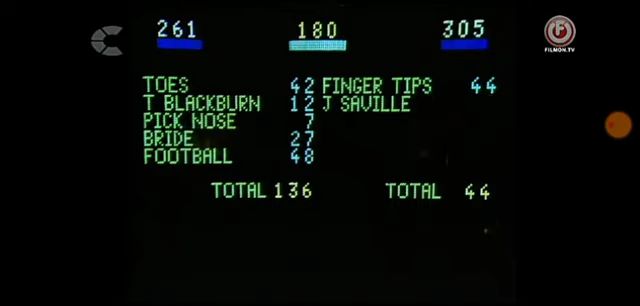 261 180 305
FILMON.TV
TOES 42 FINGER TIPS 44
T BLACKBURN 12 J SAVILLE
PICK NOSE 7
BRIDE 27
FOOTBALL 48
TOTAL 136 TOTAL 44